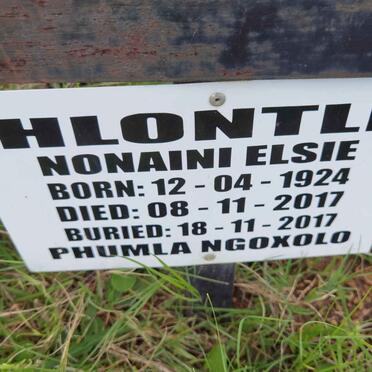 HLONTL
NONAINI ELSIE
BORN: 12 - 04 - 1924
DIED: 08 - 11 - 2017
BURIED: 18 - 11 - 2017
PHUMLA NGOXOLO